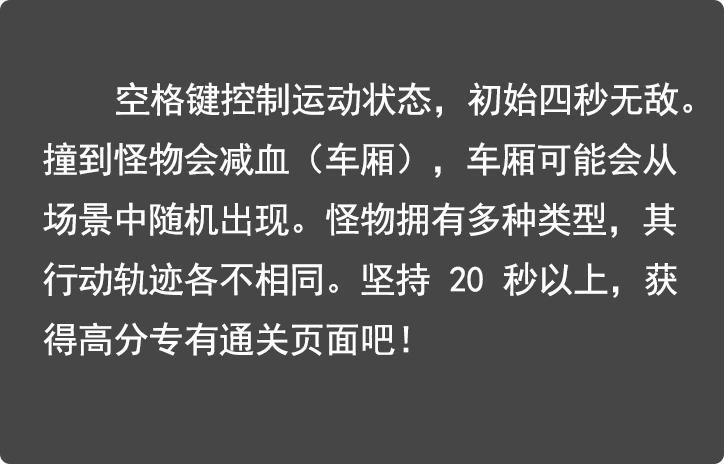 空格键控制运动状态，初始四秒无敌。
撞到怪物会减血（车厢），车厢可能会从
场景中随机出现。怪物拥有多种类型，其
行动轨迹各不相同。坚持 20 秒以上，获
得高分专有通关页面吧！